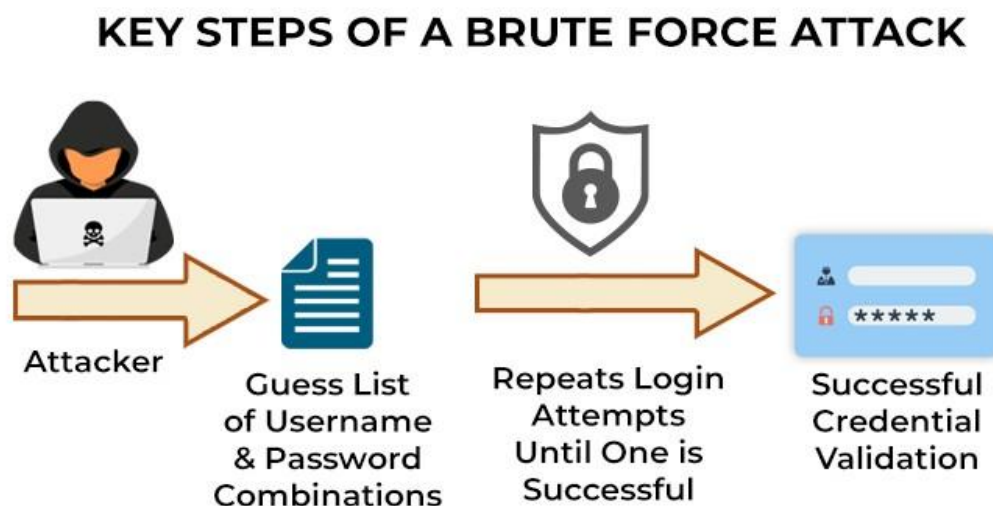 KEY STEPS OF A BRUTE FORCE ATTACK
Attacker
Guess List
of Username
& Password
Combinations
Repeats Login
Attempts
Until One is
Successful
*****
Successful
Credential
Validation